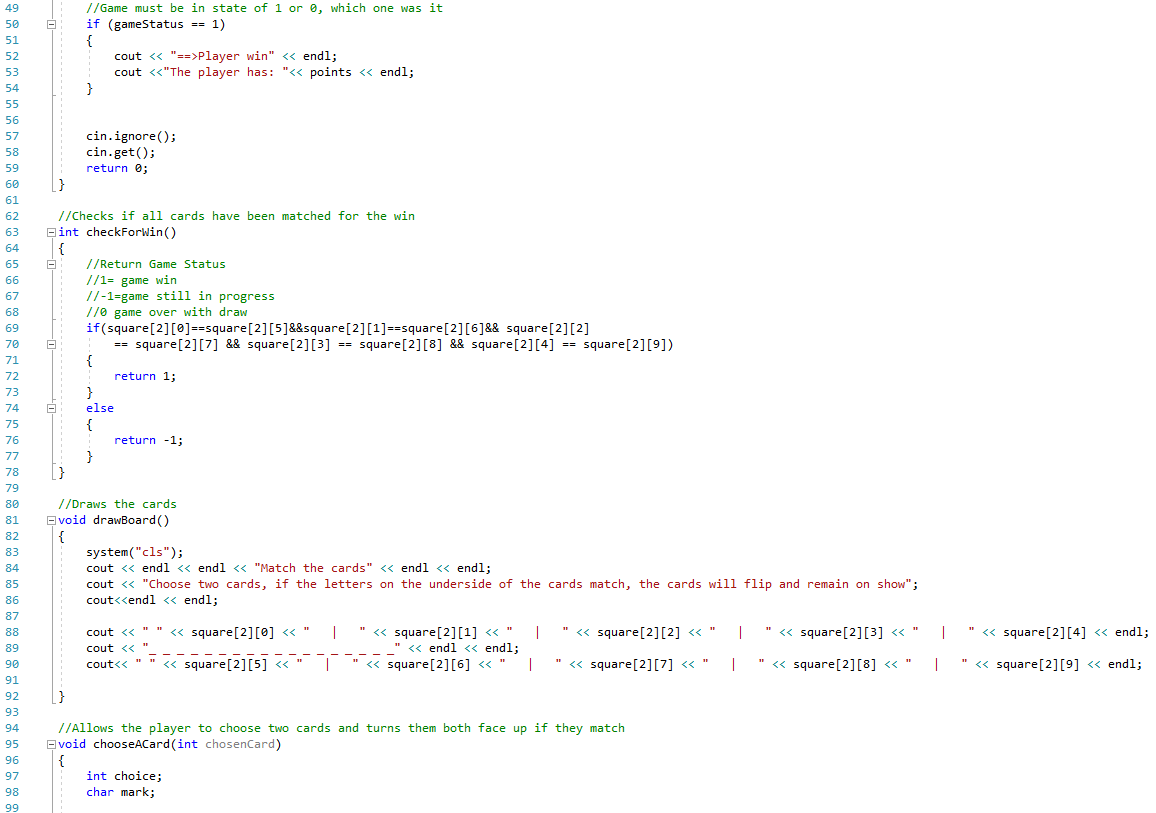 49 //Game must be in state of 1 or 0, which one was it
50 if (gameStatus == 1)
51 {
52 cout << "==>Player win" << endl;
53 cout <<"The player has: "<< points << endl;
54 }
55
56
57 cin.ignore();
58 cin.get();
59 return 0;
60 }
61
62 //Checks if all cards have been matched for the win
63 int checkForWin()
64 {
65 //Return Game Status
66 //1= game win
67 //-1=game still in progress
68 //0 game over with draw
69 if(square[2][0]==square[2][5]&&square[2][1]==square[2][6]&& square[2][2]
70 == square[2][7] && square[2][3] == square[2][8] && square[2][4] == square[2][9])
71 {
72 return 1;
73 }
74 else
75 {
76 return -1;
77 }
78 }
79
80 //Draws the cards
81 void drawBoard()
82 {
83 system("cls");
84 cout << endl << endl << "Match the cards" << endl << endl;
85 cout << "Choose two cards, if the letters on the underside of the cards match, the cards will flip and remain on show";
86 cout<<endl << endl;
87
88 cout << " " << square[2][0] << "   |   " << square[2][1] << "   |   " << square[2][2] << "   |   " << square[2][3] << "   |   " << square[2][4] << endl;
89 cout << "_ _ _ _ _ _ _ _ _ _ _ _ _ _ _ _ _ _" << endl << endl;
90 cout<< " " << square[2][5] << "   |   " << square[2][6] << "   |   " << square[2][7] << "   |   " << square[2][8] << "   |   " << square[2][9] << endl;
91
92 }
93
94 //Allows the player to choose two cards and turns them both face up if they match
95 void chooseACard(int chosenCard)
96 {
97 int choice;
98 char mark;
99